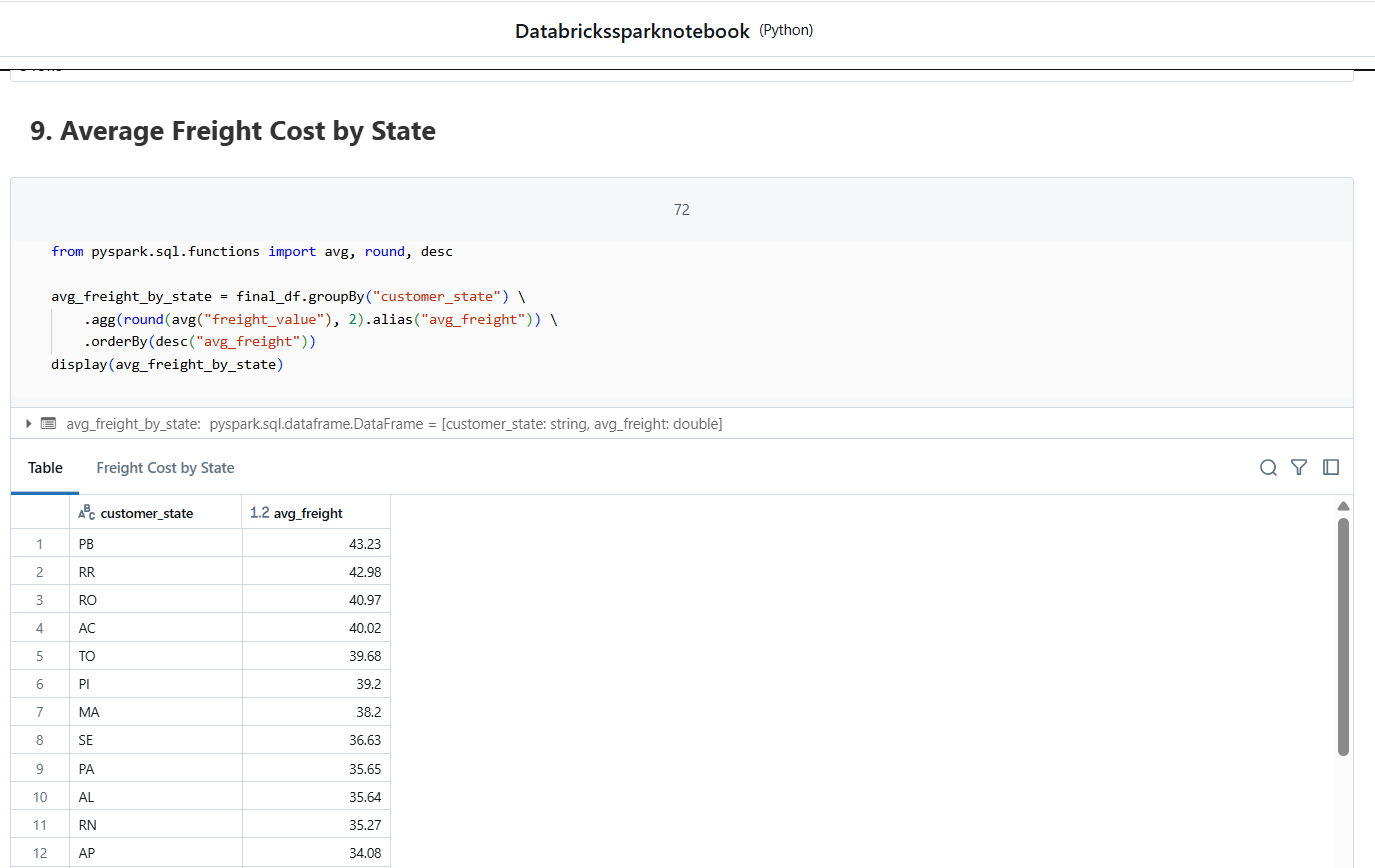 Databrickssparknotebook (Python)
9. Average Freight Cost by State
72
from pyspark.sql.functions import avg, round, desc
avg_freight_by_state = final_df.groupBy("customer_state") \
.agg(round(avg("freight_value"), 2).alias("avg_freight")) \
.orderBy(desc("avg_freight"))
display(avg_freight_by_state)
avg_freight_by_state: pyspark.sql.dataframe.DataFrame = [customer_state: string, avg_freight: double]
Table Freight Cost by State
ABC customer_state 1.2 avg_freight
1 PB 43.23
2 RR 42.98
3 RO 40.97
4 AC 40.02
5 TO 39.68
6 PI 39.2
7 MA 38.2
8 SE 36.63
9 PA 35.65
10 AL 35.64
11 RN 35.27
12 AP 34.08